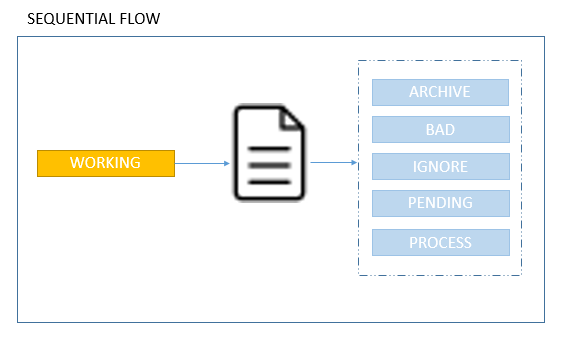 SEQUENTIAL FLOW
WORKING
ARCHIVE
BAD
IGNORE
PENDING
PROCESS